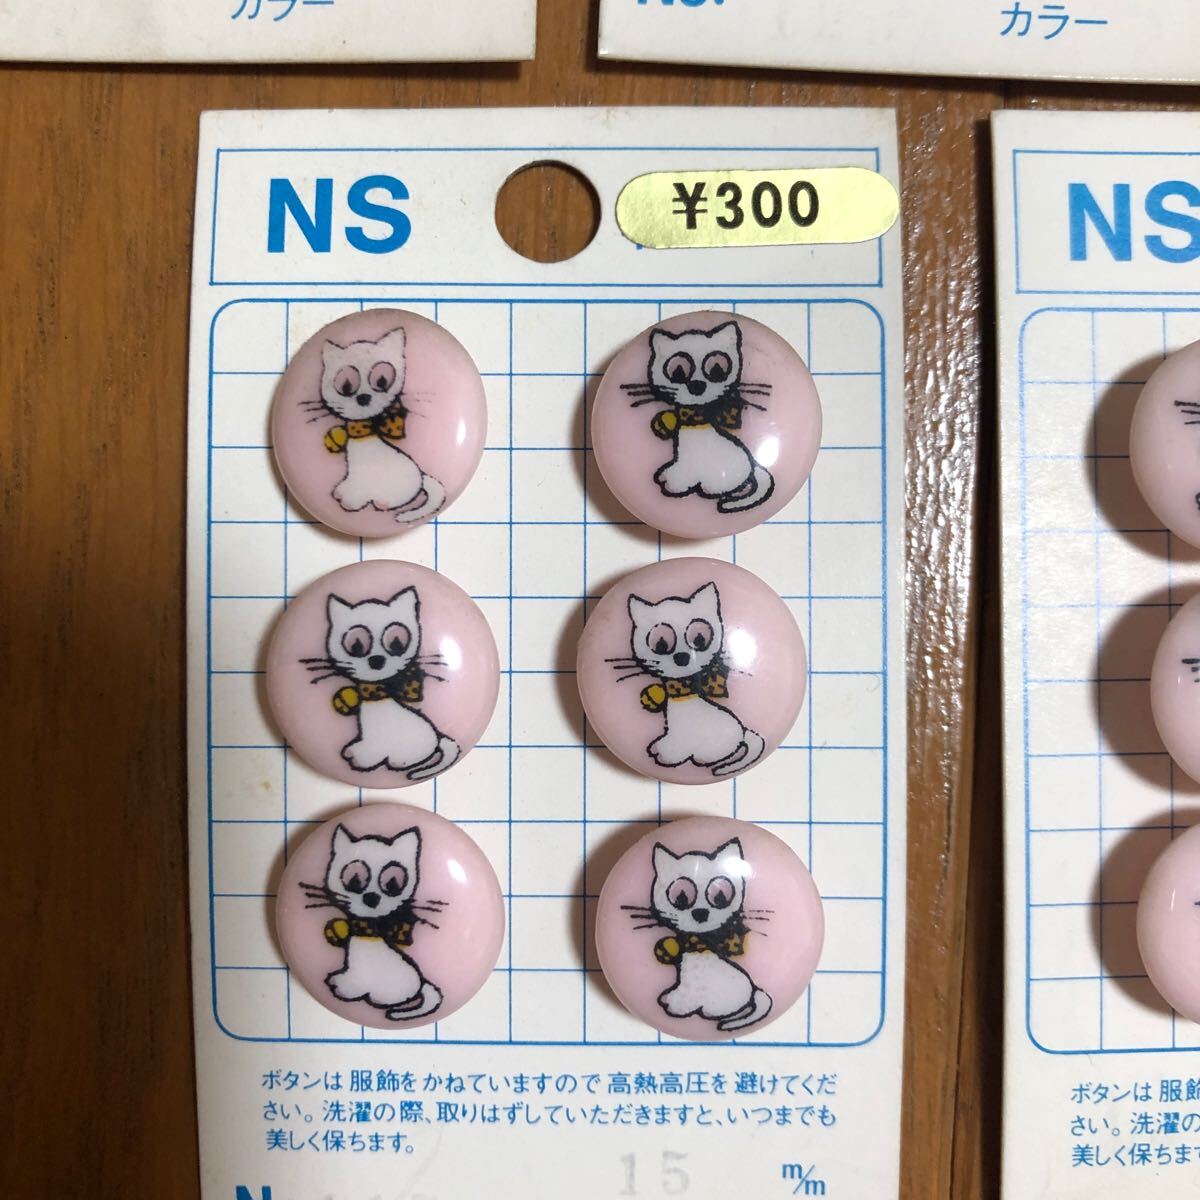 カラー
カラー
NS
¥300
NS
ボタンは服飾をかねていますので高熱高圧を避けてくだ
さい。洗濯の際、取りはずしていただきますと、いつまでも
美しく保ちます。
15 m/m
ボタンは服飾
さい。洗濯の
美しく保ちます